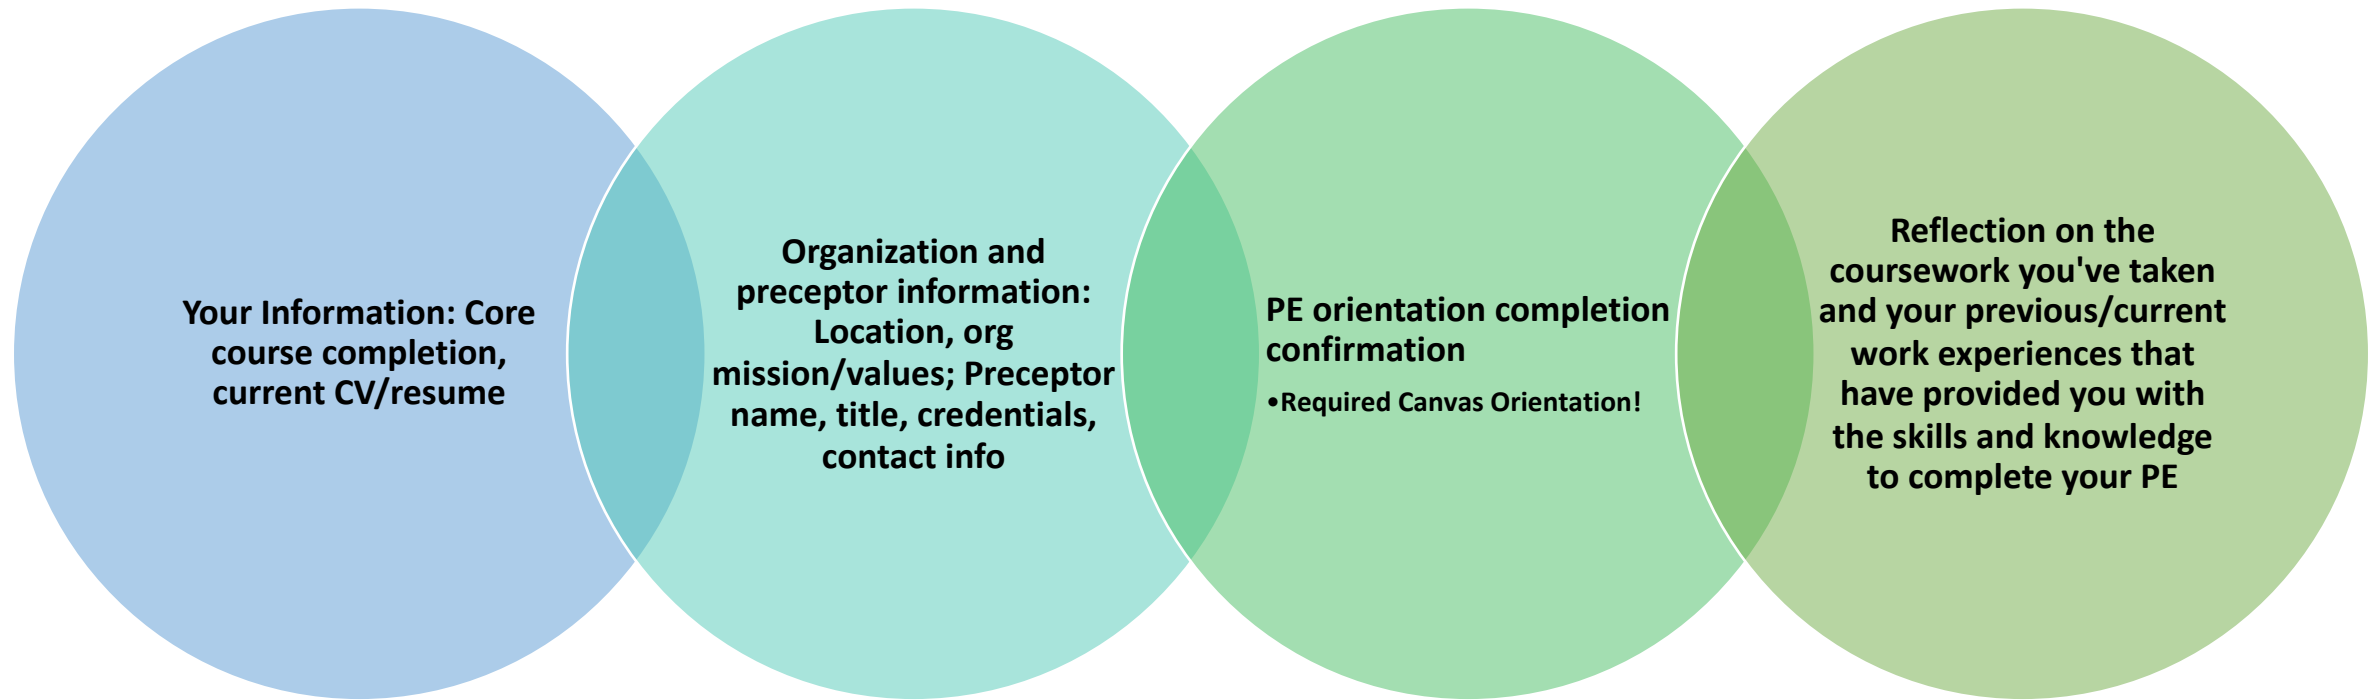 Your Information: Core
course completion,
current CV/resume
Organization and
preceptor information:
Location, org
mission/values; Preceptor
name, title, credentials,
contact info
PE orientation completion
confirmation
•Required Canvas Orientation!
Reflection on the
coursework you've taken
and your previous/current
work experiences that
have provided you with
the skills and knowledge
to complete your PE